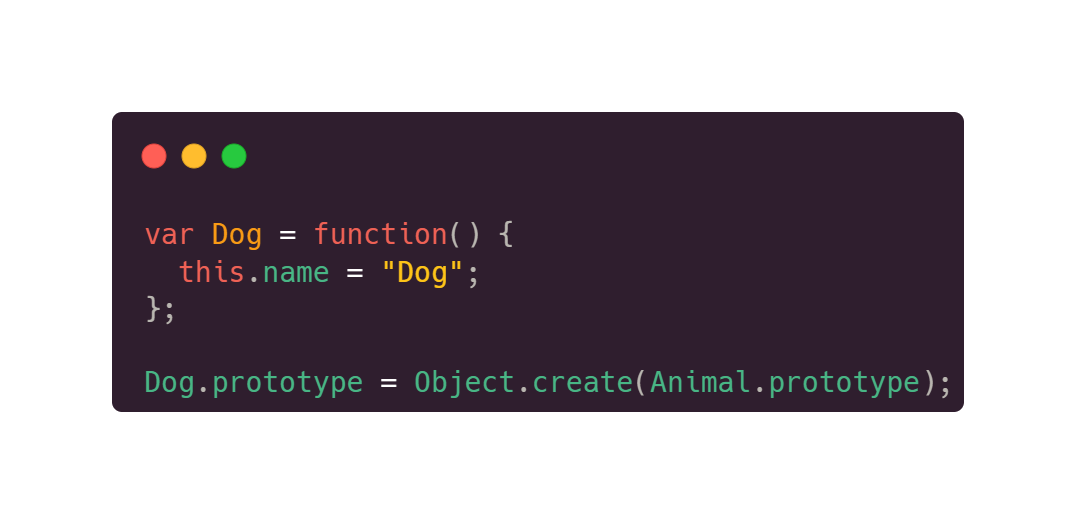 var Dog = function() {
  this.name = "Dog";
};

Dog.prototype = Object.create(Animal.prototype);